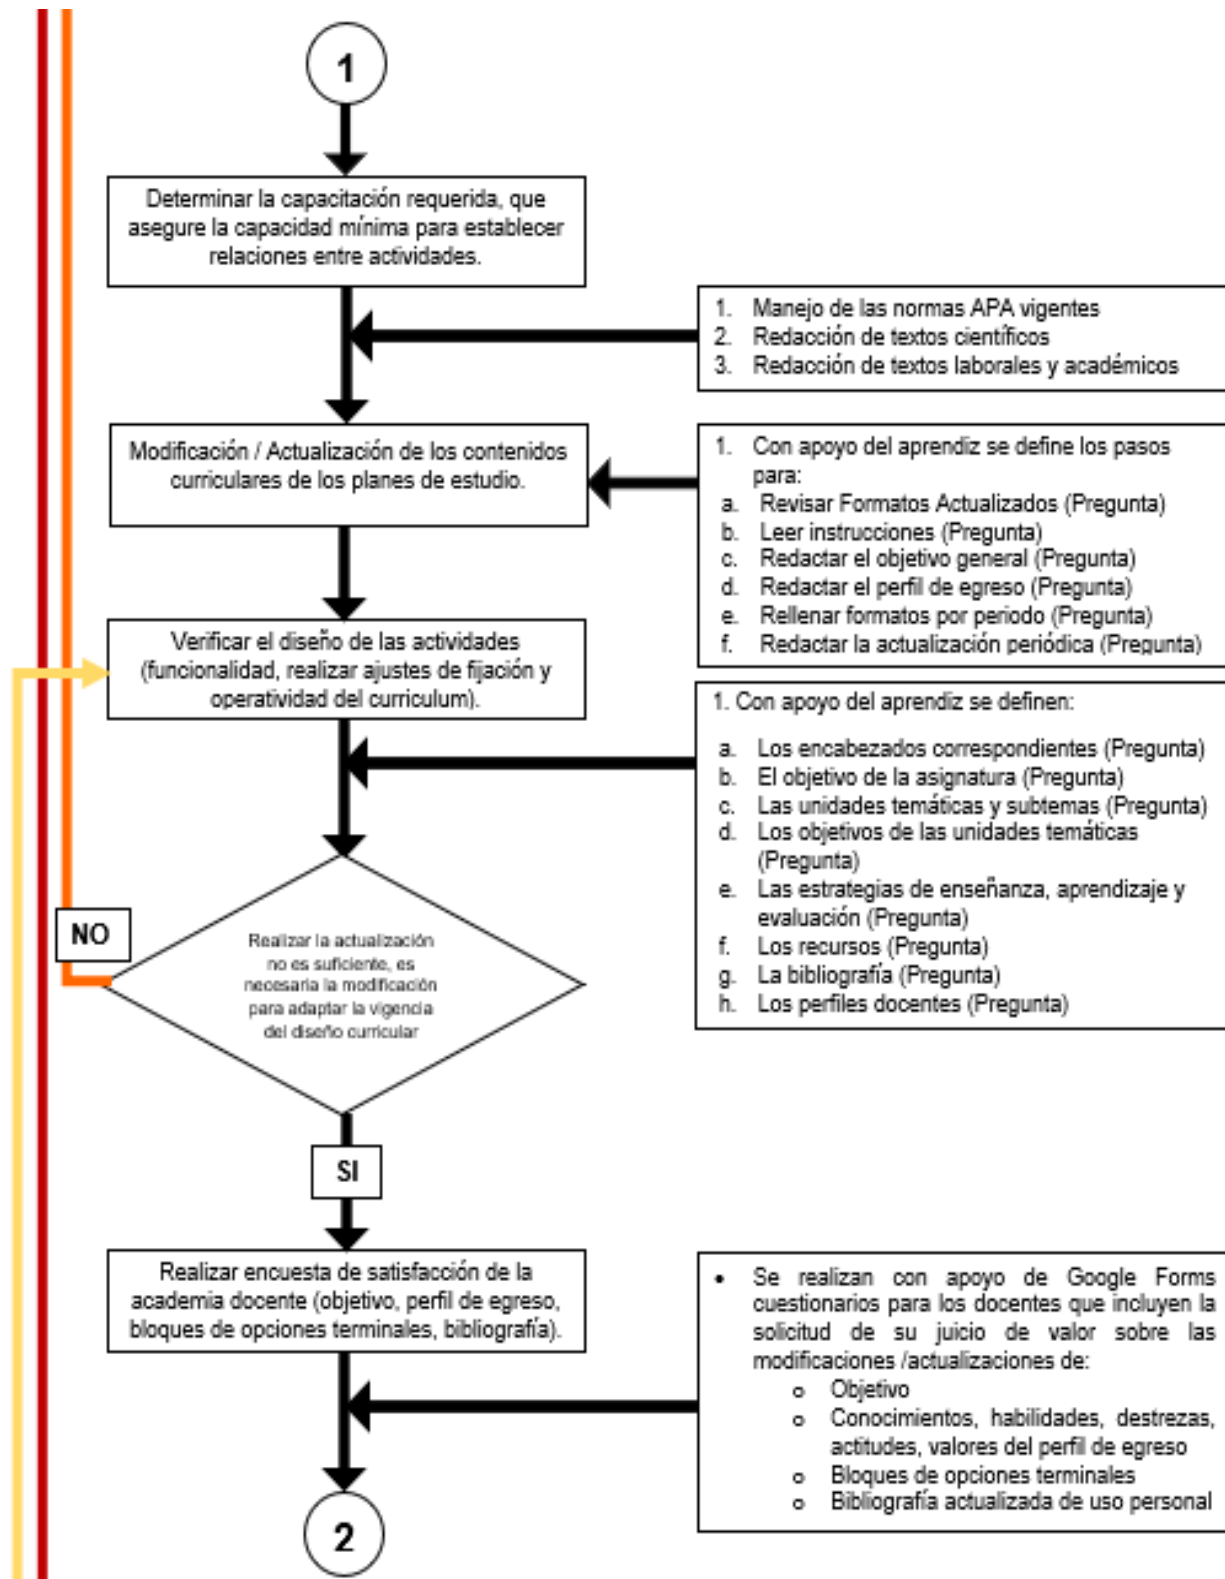 1
Determinar la capacitación requerida, que
asegure la capacidad mínima para establecer
relaciones entre actividades.
1. Manejo de las normas APA vigentes
2. Redacción de textos científicos
3. Redacción de textos laborales y académicos
Modificación / Actualización de los contenidos
curriculares de los planes de estudio.
1. Con apoyo del aprendiz se define los pasos
para:
a. Revisar Formatos Actualizados (Pregunta)
b. Leer instrucciones (Pregunta)
c. Redactar el objetivo general (Pregunta)
d. Redactar el perfil de egreso (Pregunta)
e. Rellenar formatos por periodo (Pregunta)
f. Redactar la actualización periódica (Pregunta)
Verificar el diseño de las actividades
(funcionalidad, realizar ajustes de fijación y
operatividad del curriculum).
1. Con apoyo del aprendiz se definen:
a. Los encabezados correspondientes (Pregunta)
b. El objetivo de la asignatura (Pregunta)
c. Las unidades temáticas y subtemas (Pregunta)
d. Los objetivos de las unidades temáticas
(Pregunta)
e. Las estrategias de enseñanza, aprendizaje y
evaluación (Pregunta)
f. Los recursos (Pregunta)
g. La bibliografía (Pregunta)
h. Los perfiles docentes (Pregunta)
NO
Realizar la actualización
no es suficiente, es
necesaria la modificación
para adaptar la vigencia
del diseño curricular
SI
Realizar encuesta de satisfacción de la
academia docente (objetivo, perfil de egreso,
bloques de opciones terminales, bibliografía).
• Se realizan con apoyo de Google Forms
cuestionarios para los docentes que incluyen la
solicitud de su juicio de valor sobre las
modificaciones /actualizaciones de:
o Objetivo
o Conocimientos, habilidades, destrezas,
actitudes, valores del perfil de egreso
o Bloques de opciones terminales
o Bibliografía actualizada de uso personal
2